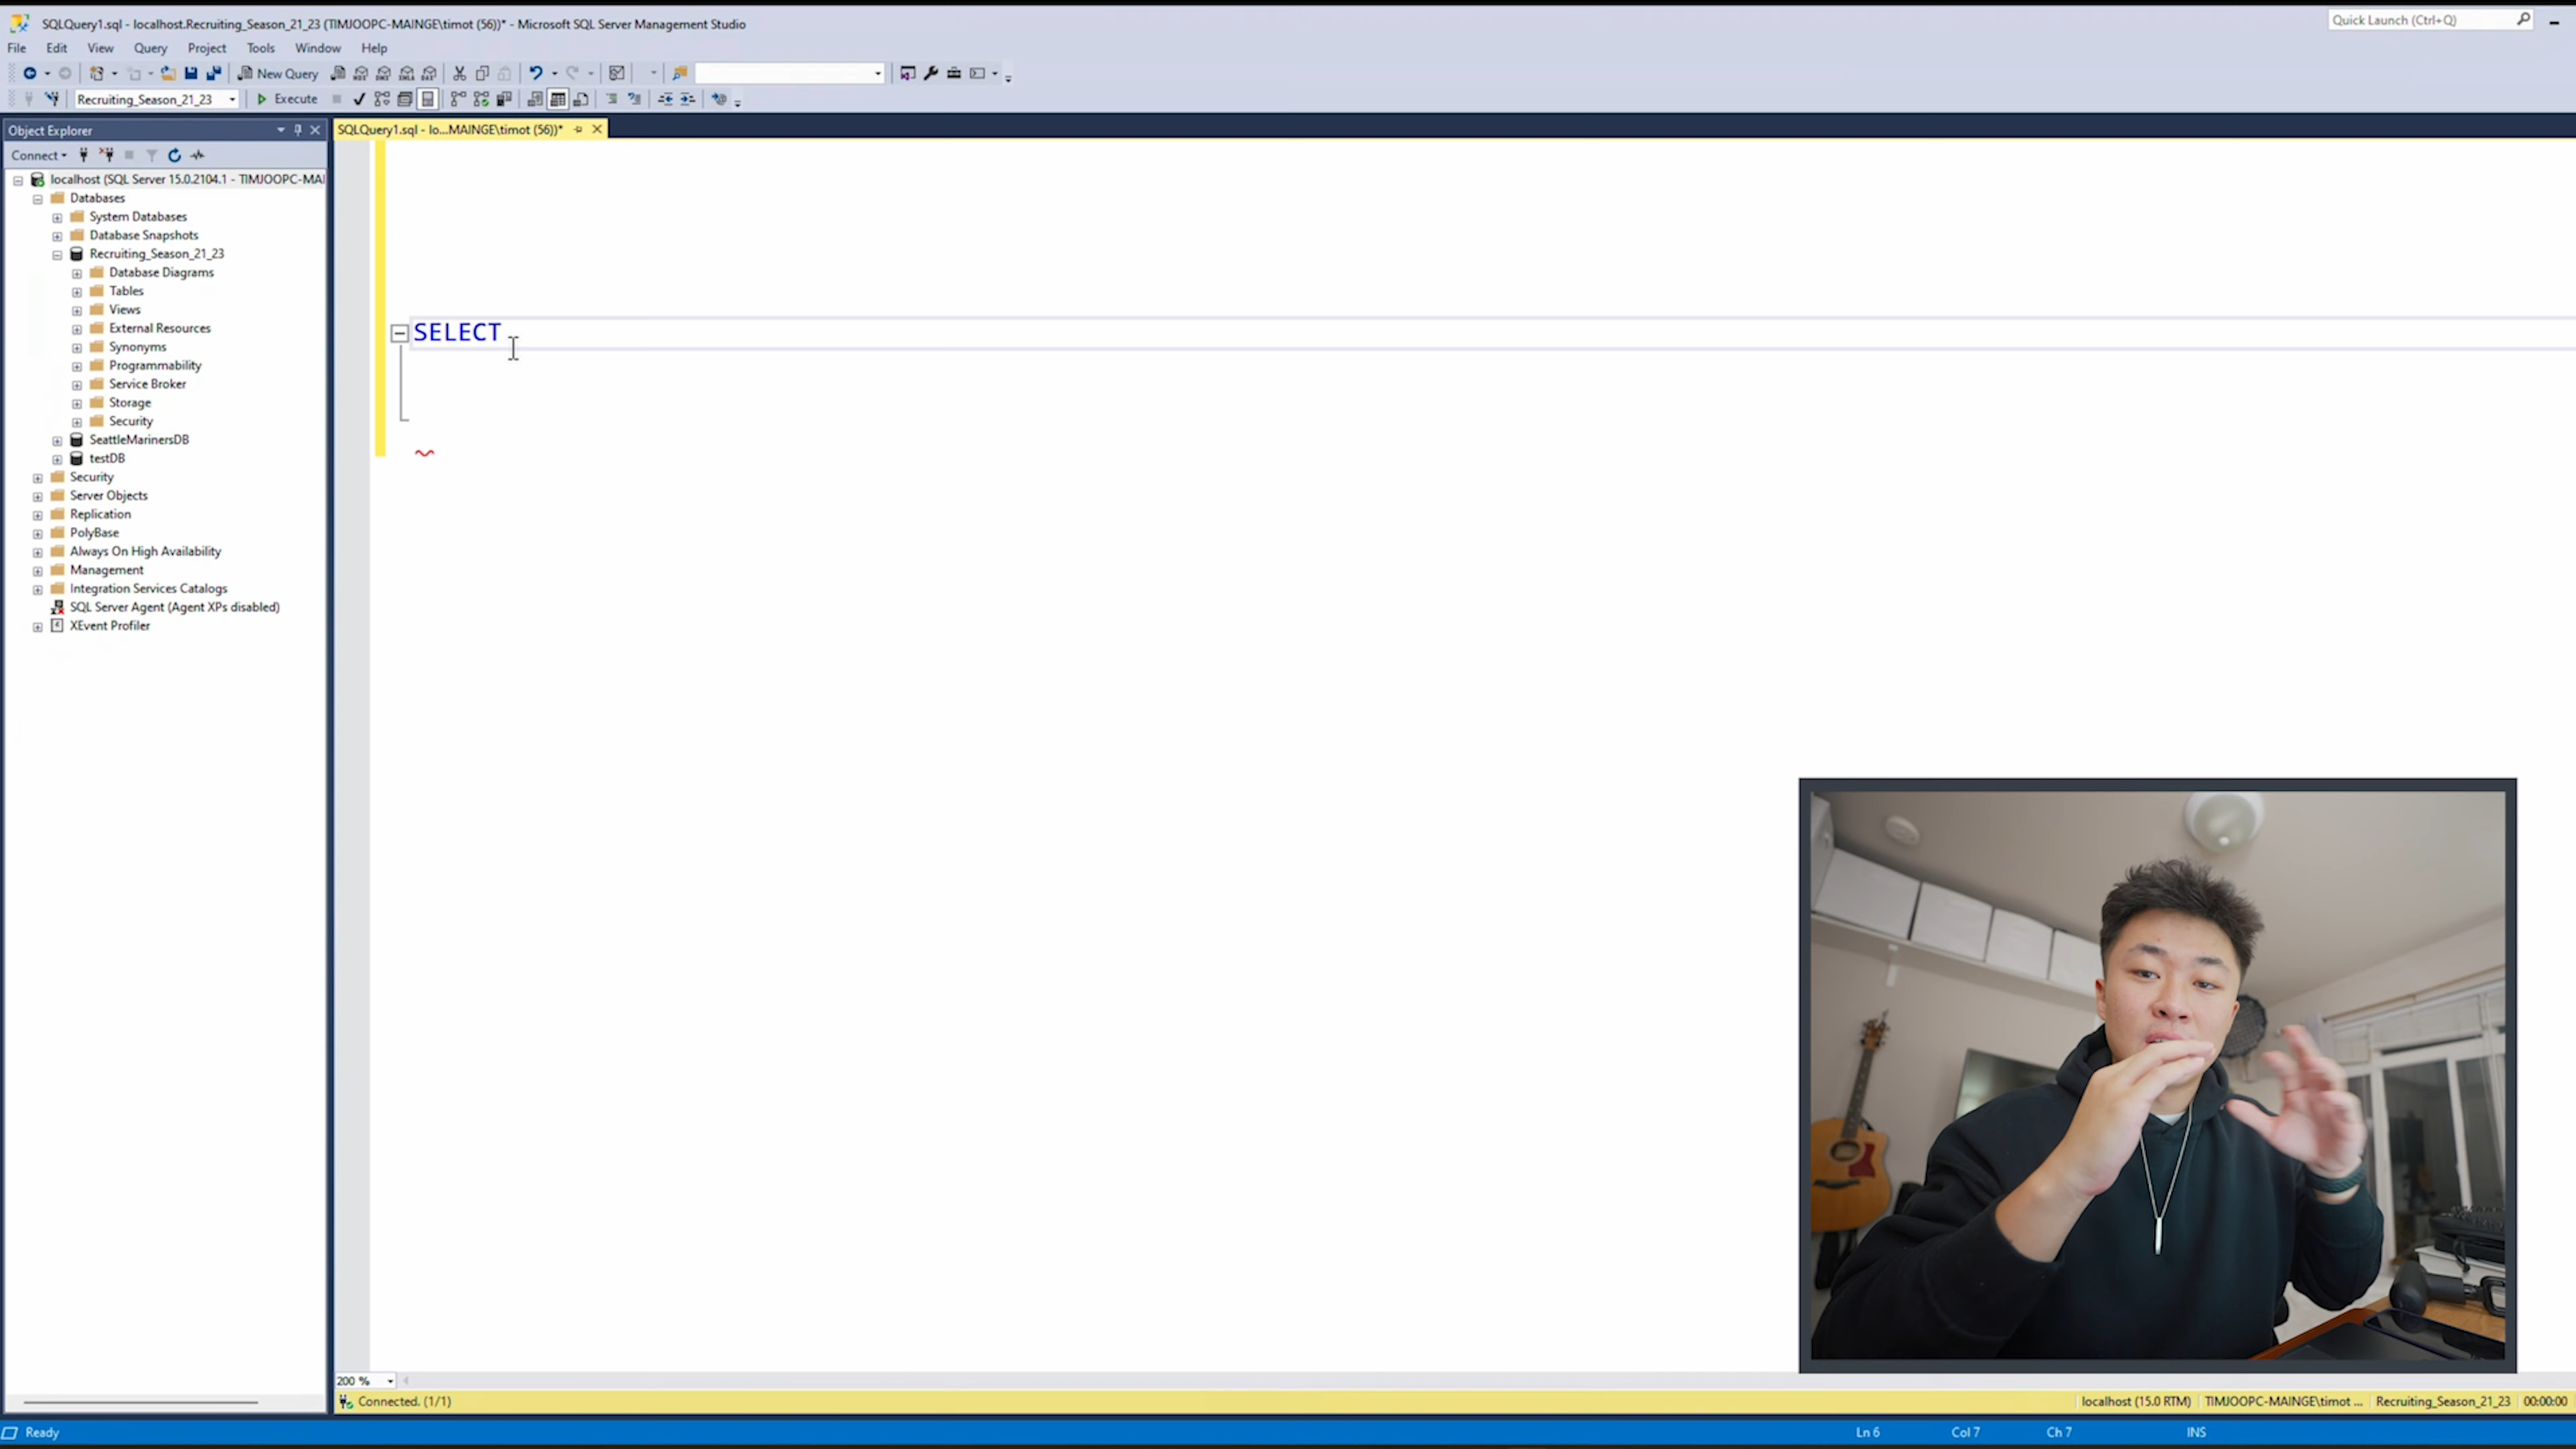 SQLQuery1.sql - localhost.Recruiting_Season_21_23 (TIMJOOPC-MAINGE\timot (56))* - Microsoft SQL Server Management Studio
Quick Launch (Ctrl+Q)
File Edit View Query Project Tools Window Help
New Query
Recruiting_Season_21_23 Execute
Object Explorer
SQLQuery1.sql - lo...MAINGE\timot (56))*
Connect
localhost (SQL Server 15.0.2104.1 - TIMJOOPC-MAI
Databases
System Databases
Database Snapshots
Recruiting_Season_21_23
Database Diagrams
Tables
Views
External Resources
Synonyms
Programmability
Service Broker
Storage
Security
SeattleMarinersDB
testDB
Security
Server Objects
Replication
PolyBase
Always On High Availability
Management
Integration Services Catalogs
SQL Server Agent (Agent XPs disabled)
XEvent Profiler
SELECT
200 %
Connected. (1/1)
localhost (15.0 RTM) TIMJOOPC-MAINGE\timot ... Recruiting_Season_21_23 00:00:00
Ready Ln 6 Col 7 Ch 7 INS